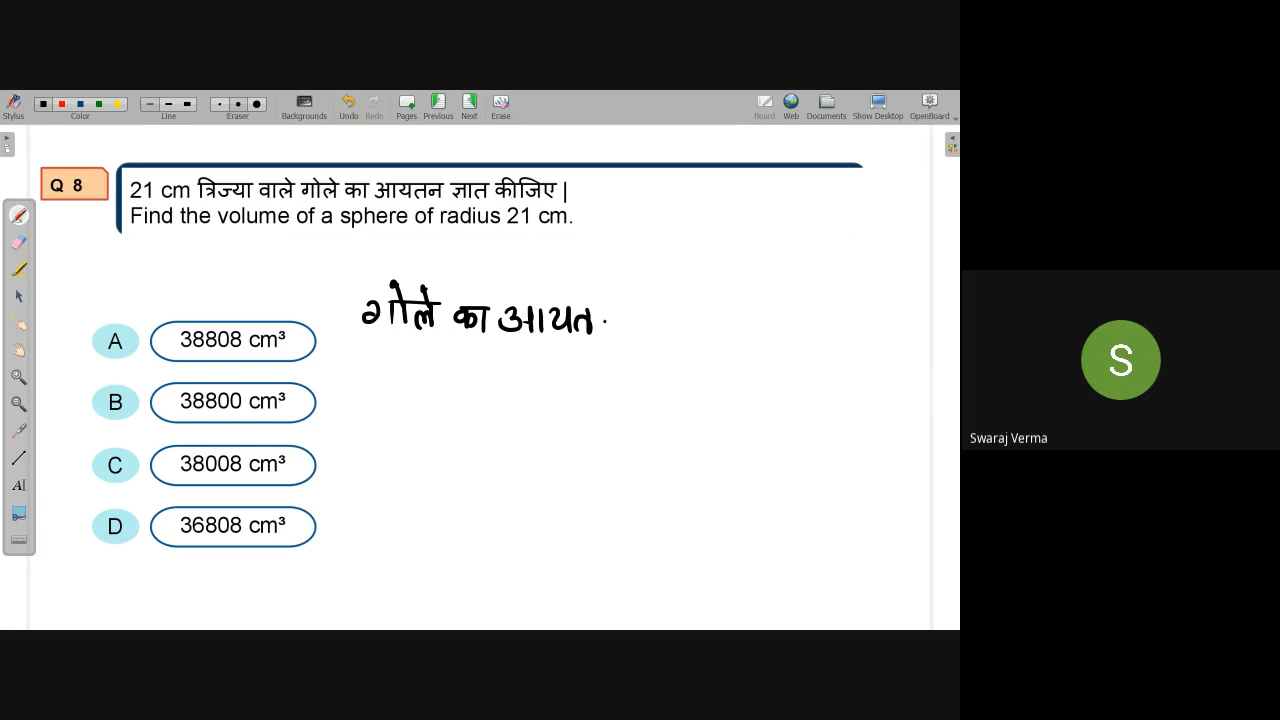 Stylus Color Line Eraser Backgrounds Undo Redo Pages Previous Next Erase Board Web Documents Show Desktop OpenBoard
Q 8
21 cm त्रिज्या वाले गोले का आयतन ज्ञात कीजिए |
Find the volume of a sphere of radius 21 cm.
गोले का आयत
A 38808 cm³
B 38800 cm³
C 38008 cm³
D 36808 cm³
AI
S
Swaraj Verma